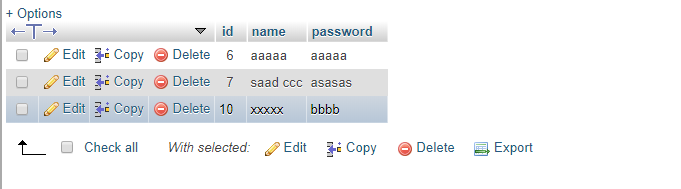 + Options
←T→ id name password
Edit Copy Delete 6 aaaaa aaaaa
Edit Copy Delete 7 saad ccc asasas
Edit Copy Delete 10 xxxxx bbbb
Check all With selected: Edit Copy Delete Export